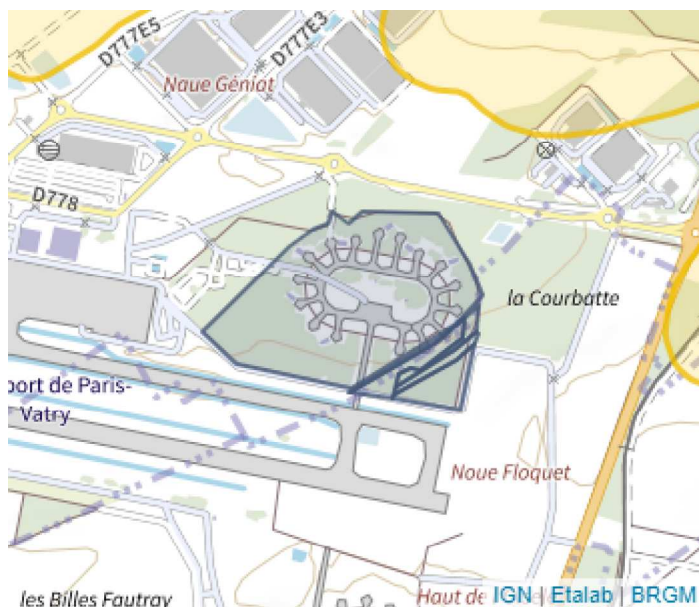 D777E5
D777E3
Naue Géniat
D778
la Courbatte
port de Paris-
Vatry
Noue Floquet
les Billes Fautray
Haut de
IGN | Etalab | BRGM